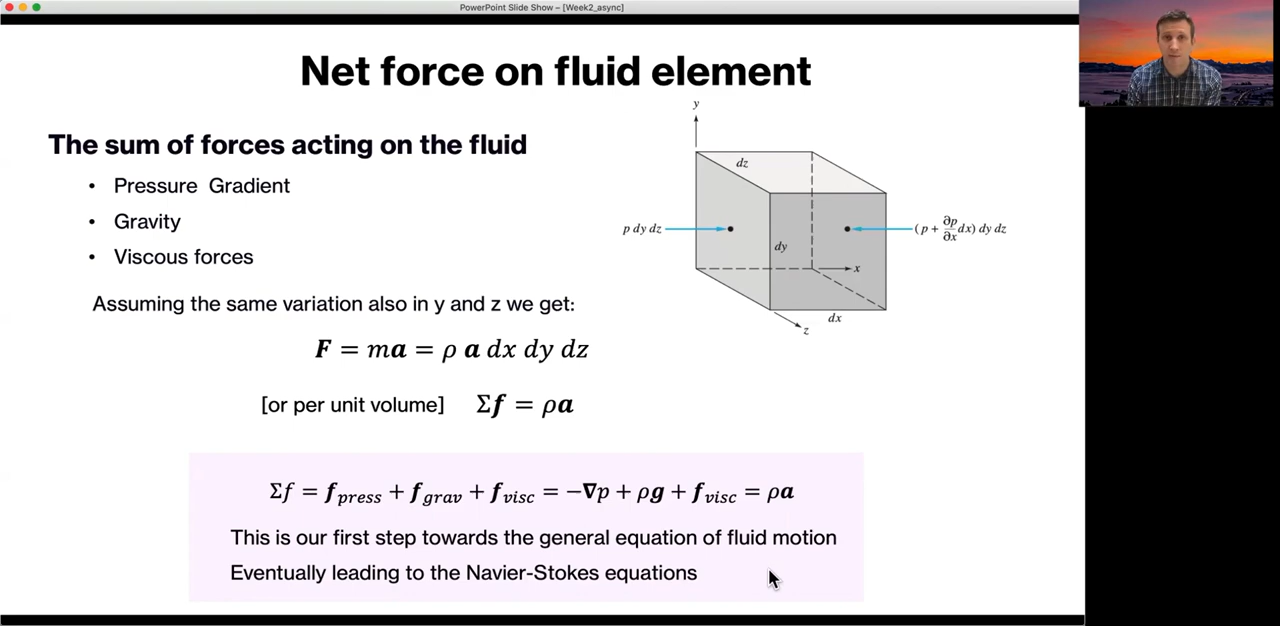 PowerPoint Slide Show – [Week2_async]
Net force on fluid element
The sum of forces acting on the fluid
• Pressure Gradient
• Gravity
• Viscous forces
Assuming the same variation also in y and z we get:
𝑭 = m𝒂 = ρ 𝒂 dx dy dz
[or per unit volume] Σ𝒇 = ρ𝒂
y
dz
p dy dz
(p + ∂p/∂x dx) dy dz
dy
x
dx
z
Σf = 𝒇press + 𝒇grav + 𝒇visc = −𝛁p + ρ𝒈 + 𝒇visc = ρ𝒂
This is our first step towards the general equation of fluid motion
Eventually leading to the Navier-Stokes equations